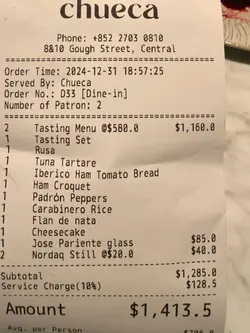 chueca
Phone: +852 2703 0810
8&10 Gough Street, Central
Order Time: 2024-12-31 18:57:25
Served By: Chueca
Order No.: D33 [Dine-in]
Number of Patron: 2
2 Tasting Menu @$580.0 $1,160.0
1 Tasting Set
1 Rusa
1 Tuna Tartare
1 Iberico Ham Tomato Bread
1 Ham Croquet
1 Padrón Peppers
1 Carabinero Rice
1 Flan de nata
1 Cheesecake
1 Jose Pariente glass $85.0
2 Nordaq Still @$20.0 $40.0
Subtotal $1,285.0
Service Charge(10%) $128.5
Amount $1,413.5
Avg. per Person